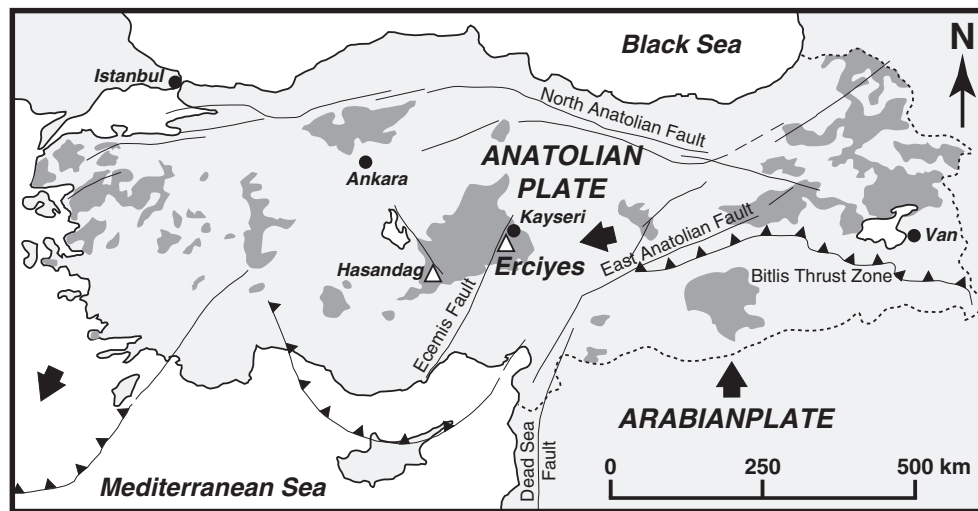 Black Sea
N
Istanbul
North Anatolian Fault
ANATOLIAN
PLATE
Ankara
Kayseri
Van
East Anatolian Fault
Hasandag
Erciyes
Bitlis Thrust Zone
Ecemis Fault
ARABIANPLATE
Dead Sea
Fault
0
250
500 km
Mediterranean Sea